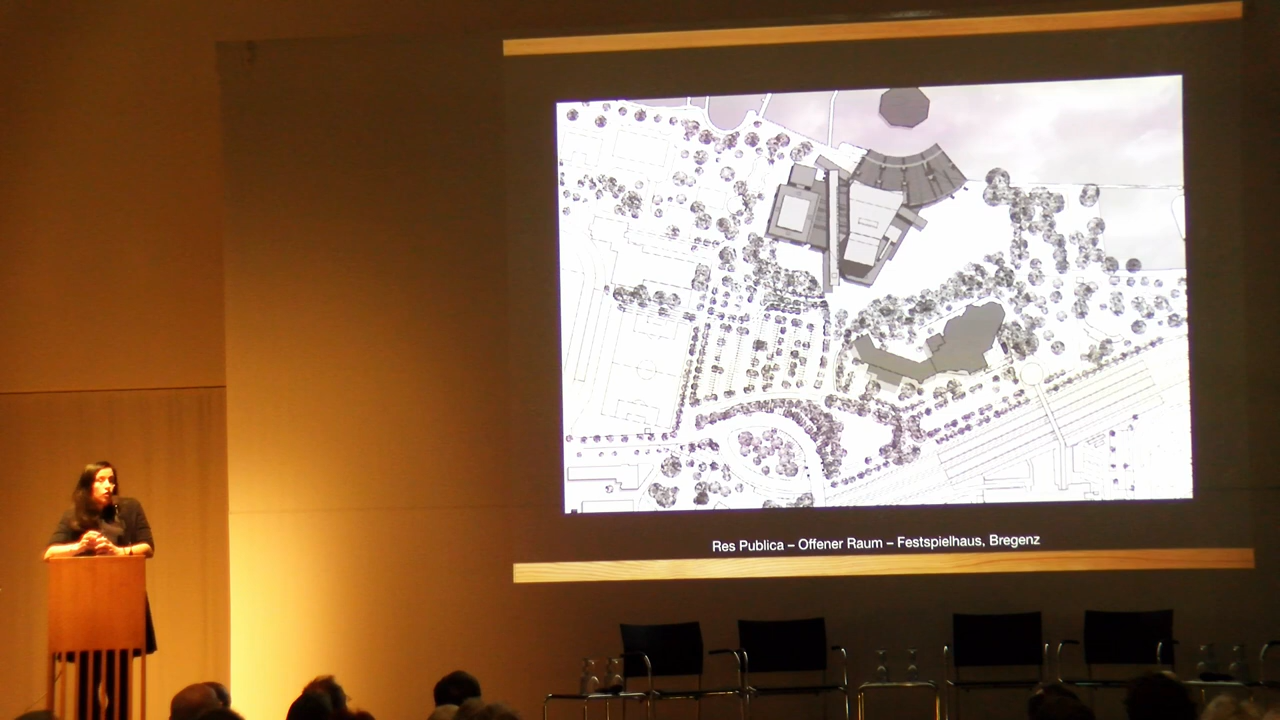 Res Publica – Offener Raum – Festspielhaus, Bregenz